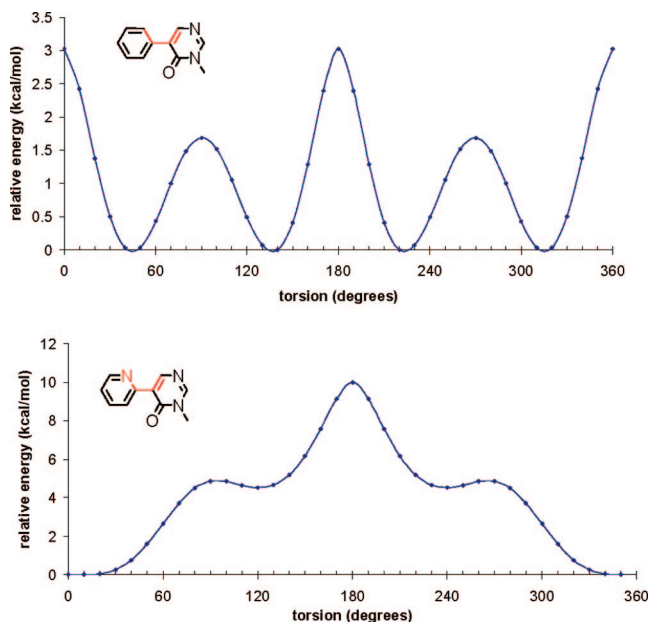 3.5
3
2.5
2
1.5
1
0.5
0
relative energy (kcal/mol)
N
N
O
0 60 120 180 240 300 360
torsion (degrees)
12
10
8
6
4
2
0
relative energy (kcal/mol)
N
N
N
O
0 60 120 180 240 300 360
torsion (degrees)